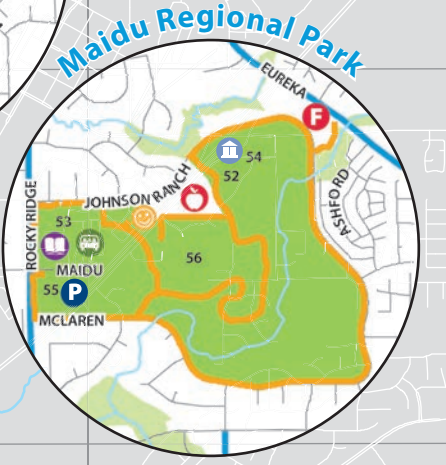 Maidu Regional Park
EUREKA
F
54
52
JOHNSON RANCH
ASHFORD
ROCKY RIDGE
53
56
MAIDU
55
P
MCLAREN